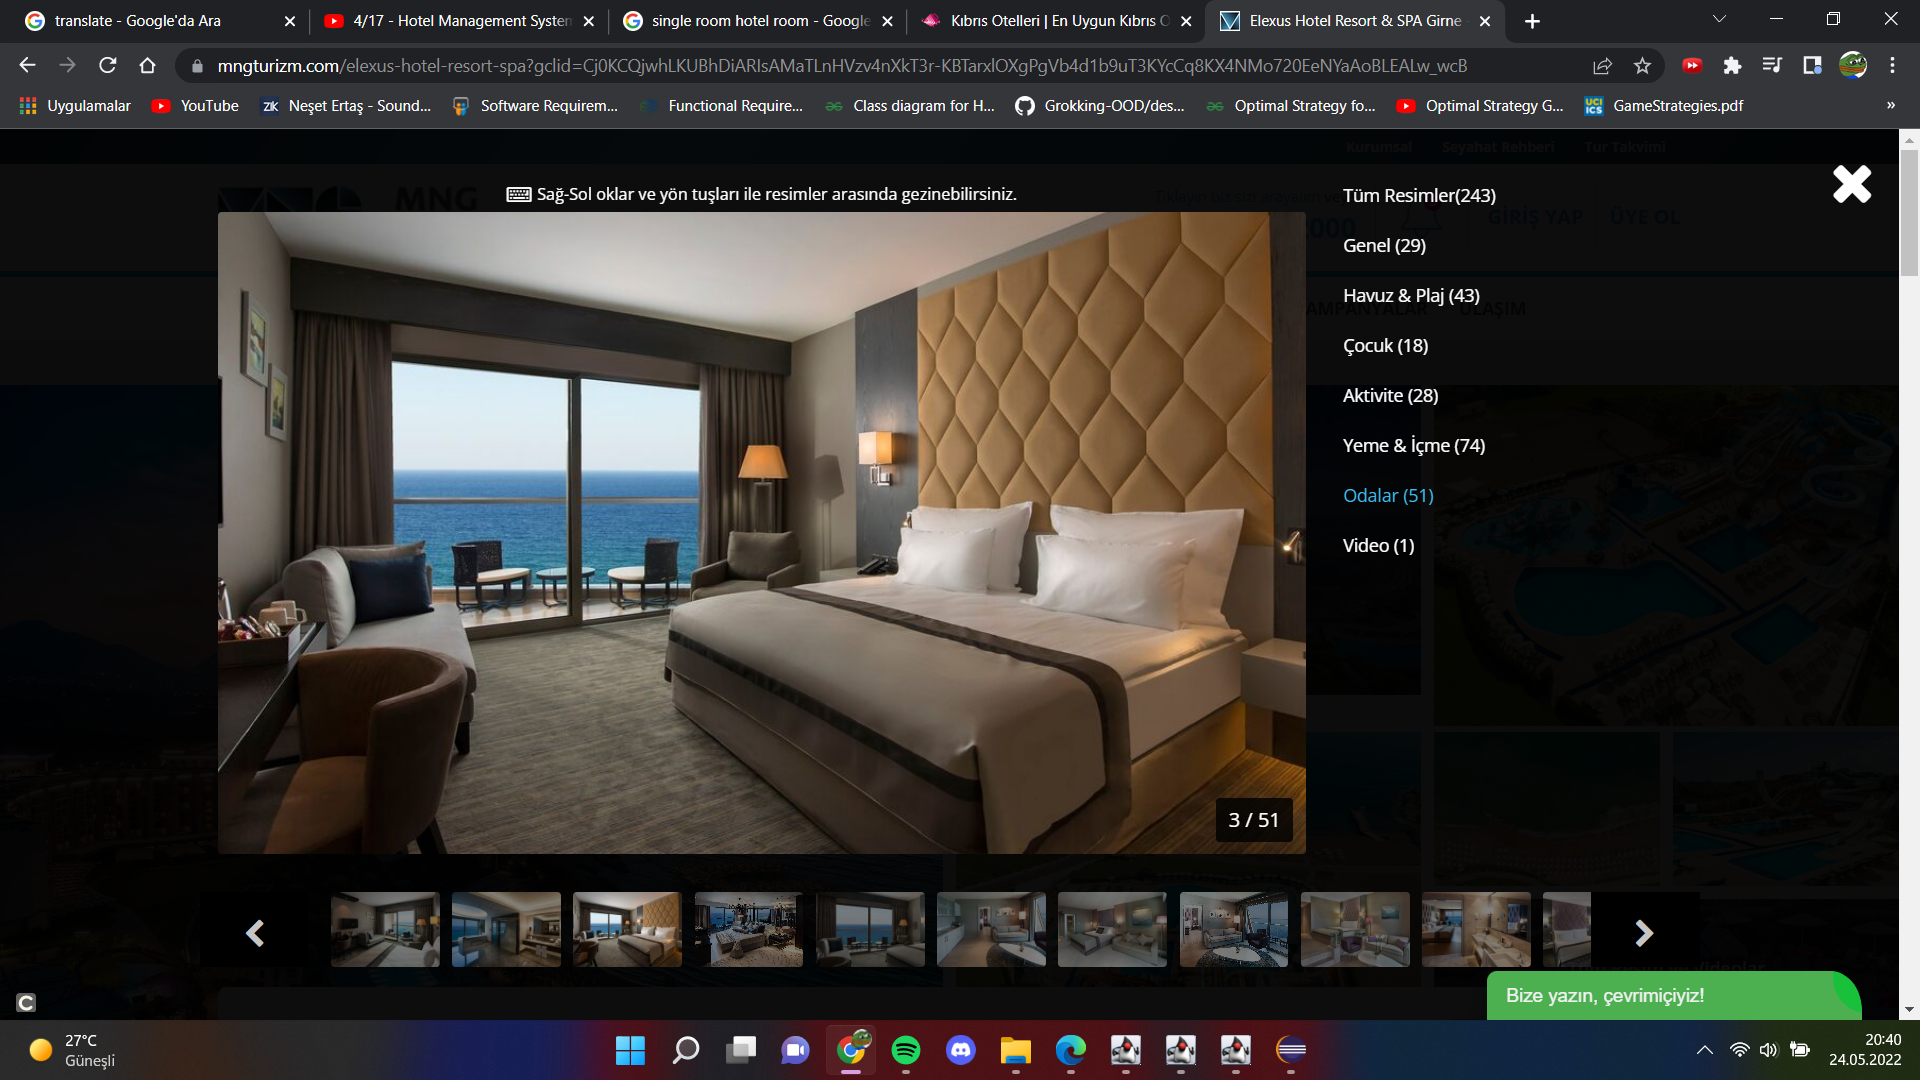 translate - Google'da Ara
4/17 - Hotel Management System
single room hotel room - Google
Kıbrıs Otelleri | En Uygun Kıbrıs O
Elexus Hotel Resort & SPA Girne
mngturizm.com/elexus-hotel-resort-spa?gclid=Cj0KCQjwhLKUBhDiARIsAMaTLnHVzv4nXkT3r-KBTarxlOXgPgVb4d1b9uT3KYcCq8KX4NMo720EeNYaAoBLEALw_wcB
Uygulamalar
YouTube
ZK
Neşet Ertaş - Sound...
Software Requirem...
Functional Require...
Class diagram for H...
Grokking-OOD/des...
Optimal Strategy fo...
Optimal Strategy G...
UCI ICS
GameStrategies.pdf
»
Kurumsal
Seyahat Rehberi
Tur Takvimi
MNG
Sağ-Sol oklar ve yön tuşları ile resimler arasında gezinebilirsiniz.
GİRİŞ YAP
ÜYE OL
Tüm Resimler(243)
Genel (29)
Havuz & Plaj (43)
ULAŞIM
Çocuk (18)
Aktivite (28)
Yeme & İçme (74)
Odalar (51)
Video (1)
3 / 51
C
Bize yazın, çevrimiçiyiz!
27°C
Güneşli
20:40
24.05.2022